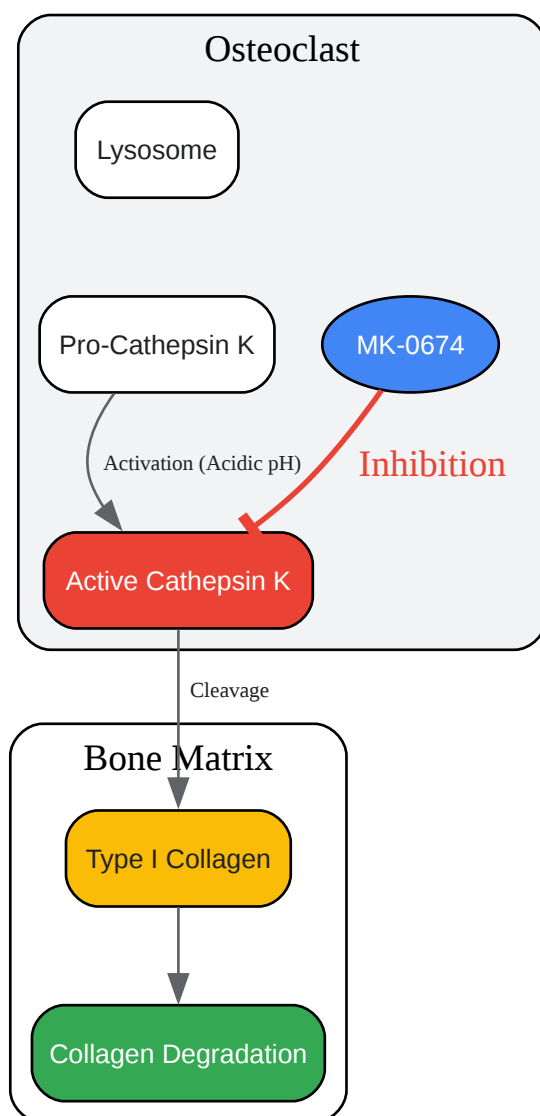 Osteoclast
Lysosome
Pro-Cathepsin K
MK-0674
Activation (Acidic pH)
Inhibition
Active Cathepsin K
Cleavage
Bone Matrix
Type I Collagen
Collagen Degradation